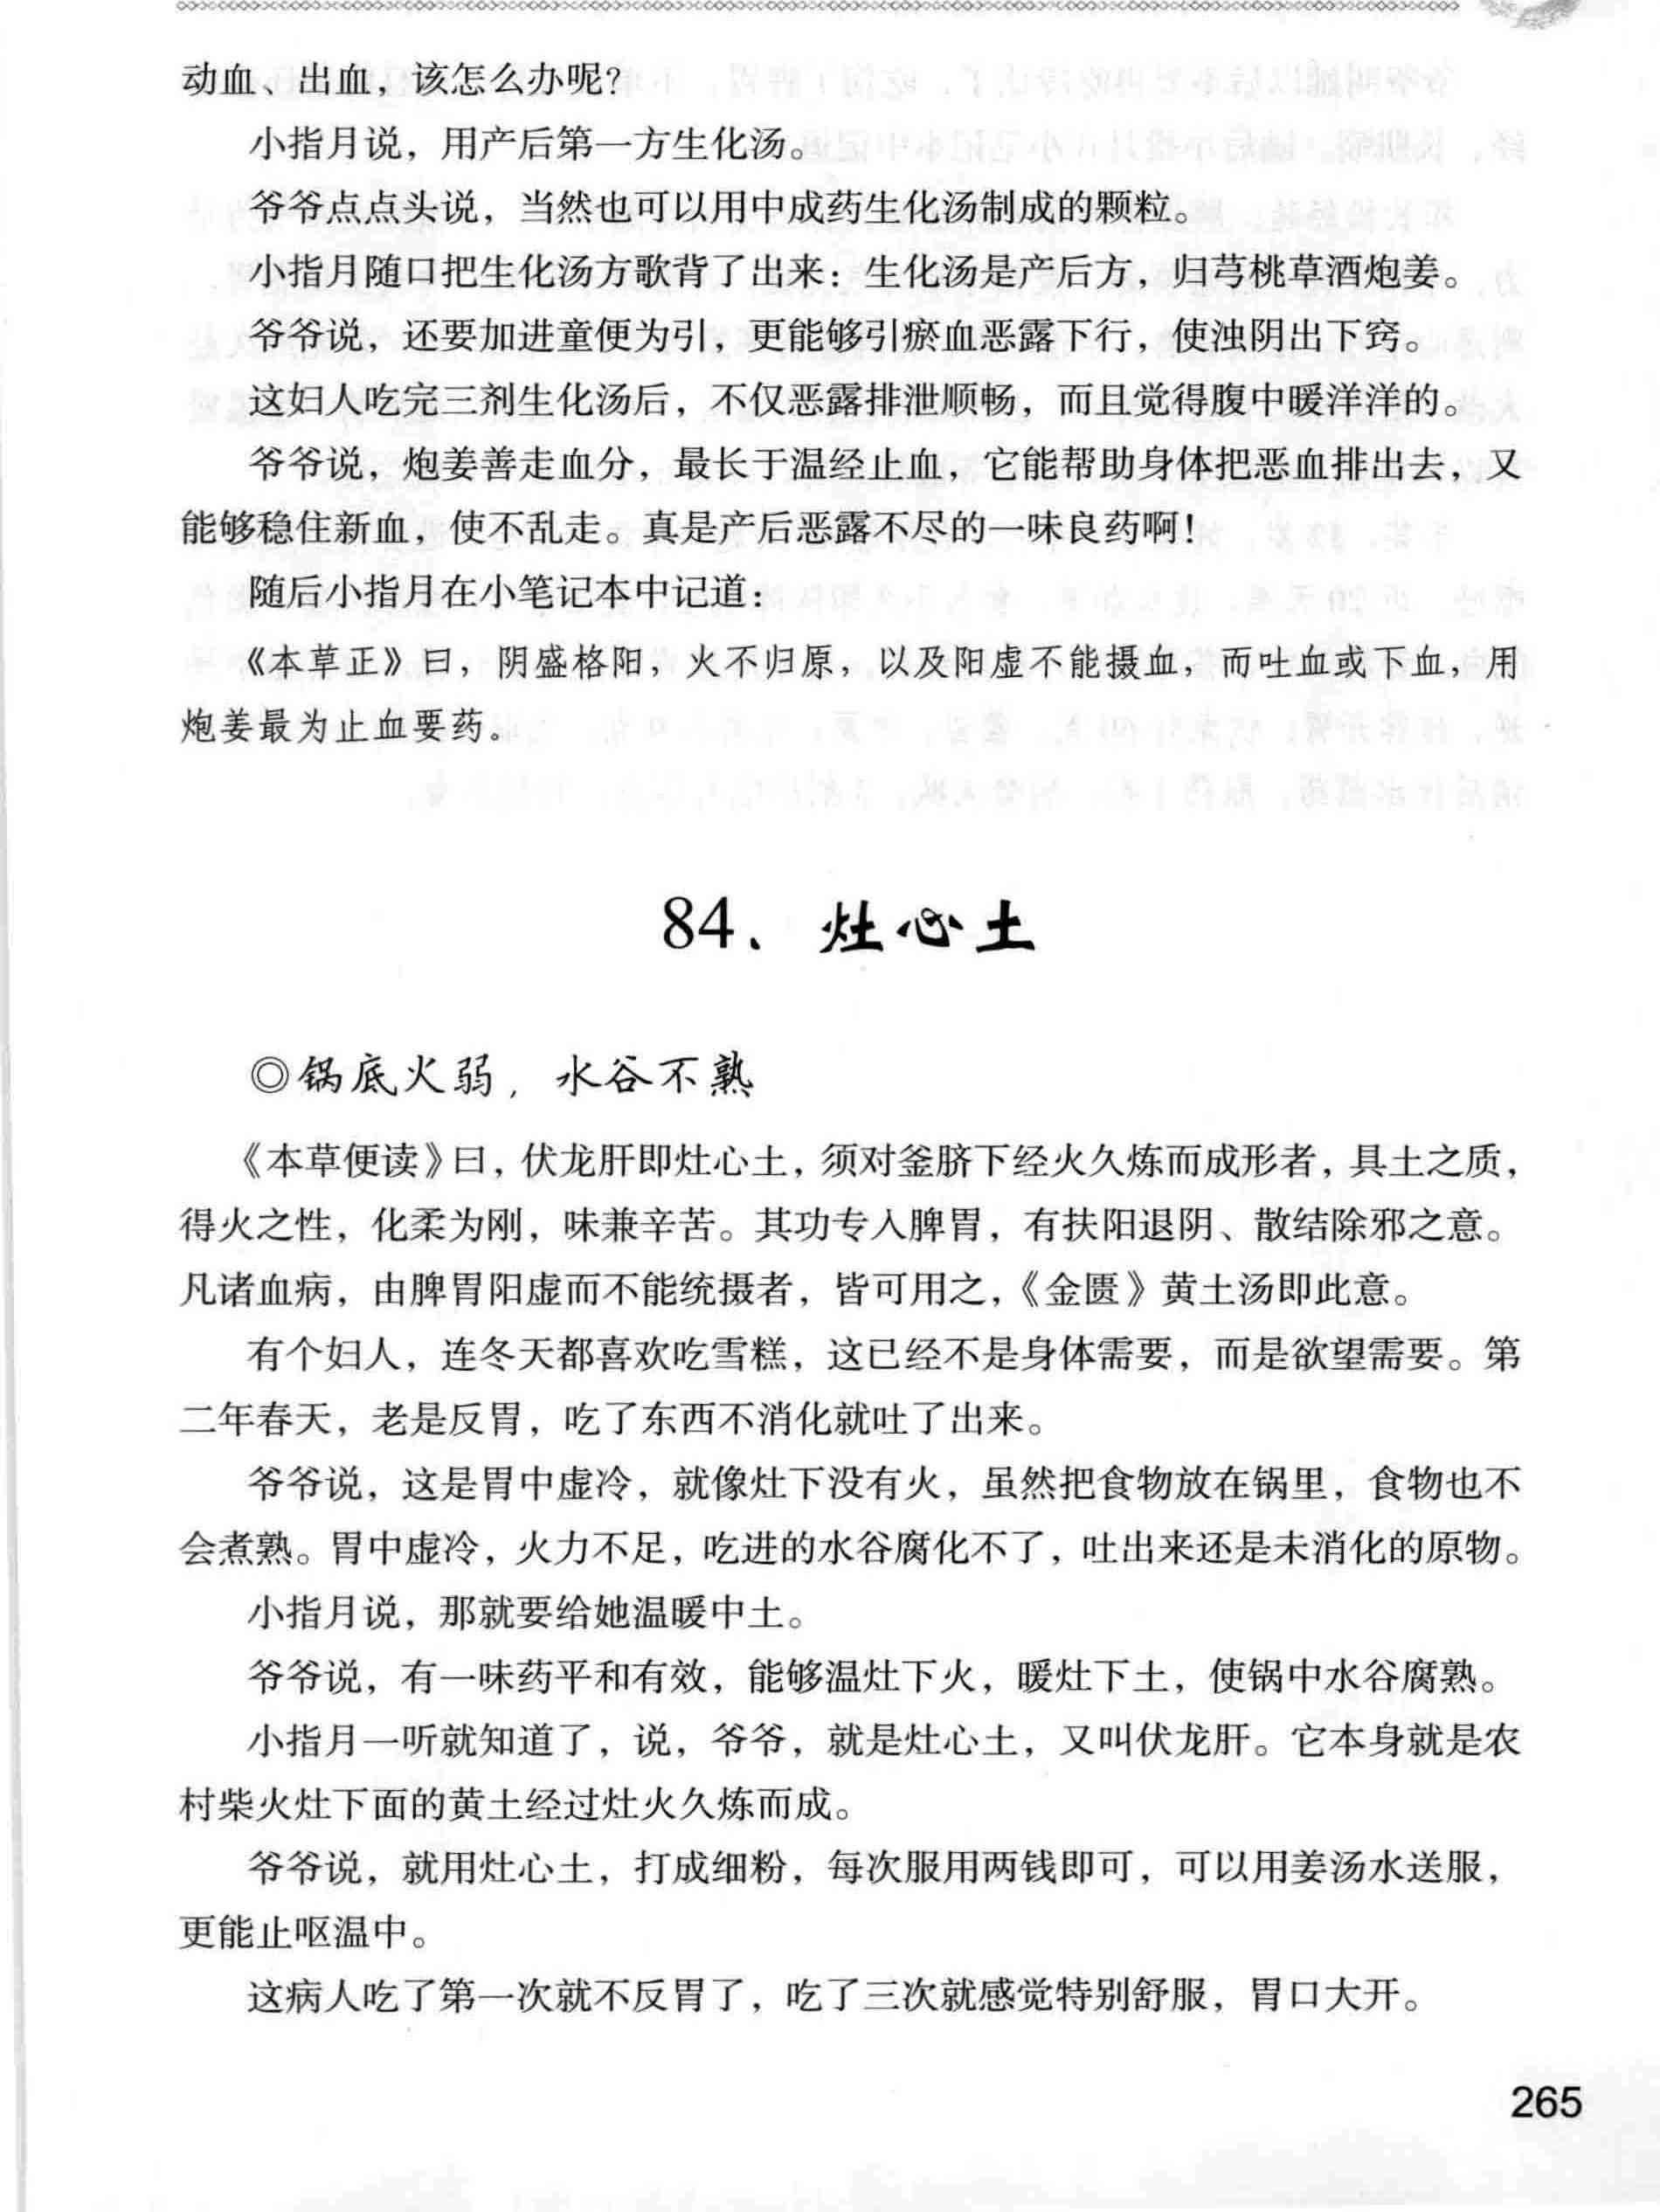 动血、出血，该怎么办呢？
小指月说，用产后第一方生化汤。
爷爷点点头说，当然也可以用中成药生化汤制成的颗粒。
小指月随口把生化汤方歌背了出来：生化汤是产后方，归芎桃草酒炮姜。
爷爷说，还要加进童便为引，更能够引瘀血恶露下行，使浊阴出下窍。
这妇人吃完三剂生化汤后，不仅恶露排泄顺畅，而且觉得腹中暖洋洋的。
爷爷说，炮姜善走血分，最长于温经止血，它能帮助身体把恶血排出去，又
能够稳住新血，使不乱走。真是产后恶露不尽的一味良药啊！
随后小指月在小笔记本中记道：
《本草正》曰，阴盛格阳，火不归原，以及阳虚不能摄血，而吐血或下血，用
炮姜最为止血要药。
84、灶心土
◎锅底火弱，水谷不熟
《本草便读》曰，伏龙肝即灶心土，须对釜脐下经火久炼而成形者，具土之质，
得火之性，化柔为刚，味兼辛苦。其功专入脾胃，有扶阳退阴、散结除邪之意。
凡诸血病，由脾胃阳虚而不能统摄者，皆可用之，《金匮》黄土汤即此意。
有个妇人，连冬天都喜欢吃雪糕，这已经不是身体需要，而是欲望需要。第
二年春天，老是反胃，吃了东西不消化就吐了出来。
爷爷说，这是胃中虚冷，就像灶下没有火，虽然把食物放在锅里，食物也不
会煮熟。胃中虚冷，火力不足，吃进的水谷腐化不了，吐出来还是未消化的原物。
小指月说，那就要给她温暖中土。
爷爷说，有一味药平和有效，能够温灶下火，暖灶下土，使锅中水谷腐熟。
小指月一听就知道了，说，爷爷，就是灶心土，又叫伏龙肝。它本身就是农
村柴火灶下面的黄土经过灶火久炼而成。
爷爷说，就用灶心土，打成细粉，每次服用两钱即可，可以用姜汤水送服，
更能止呕温中。
这病人吃了第一次就不反胃了，吃了三次就感觉特别舒服，胃口大开。
265